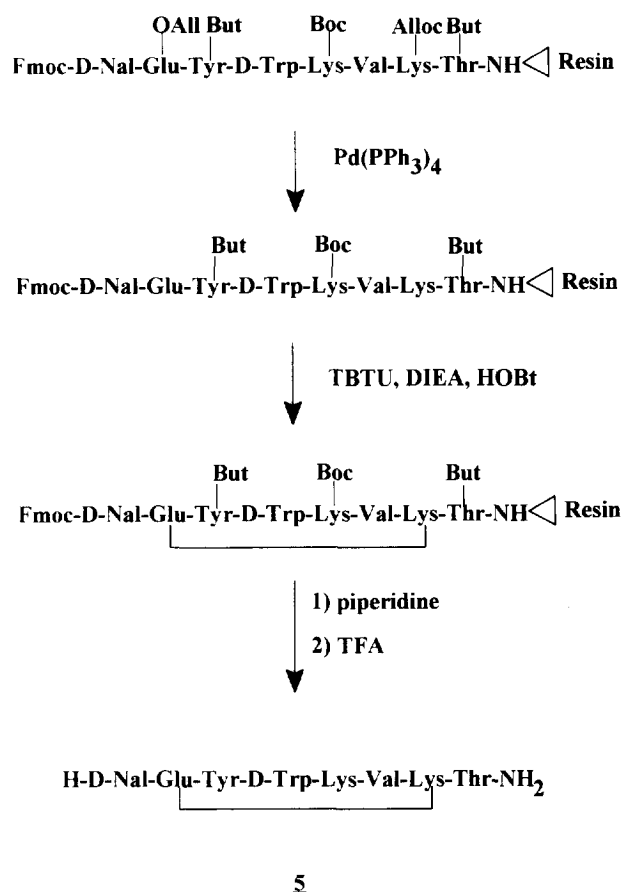 OAll But Boc Alloc But
Fmoc-D-Nal-Glu-Tyr-D-Trp-Lys-Val-Lys-Thr-NH Resin
Pd(PPh3)4
But Boc But
Fmoc-D-Nal-Glu-Tyr-D-Trp-Lys-Val-Lys-Thr-NH Resin
TBTU, DIEA, HOBt
But Boc But
Fmoc-D-Nal-Glu-Tyr-D-Trp-Lys-Val-Lys-Thr-NH Resin
1) piperidine
2) TFA
H-D-Nal-Glu-Tyr-D-Trp-Lys-Val-Lys-Thr-NH2
5